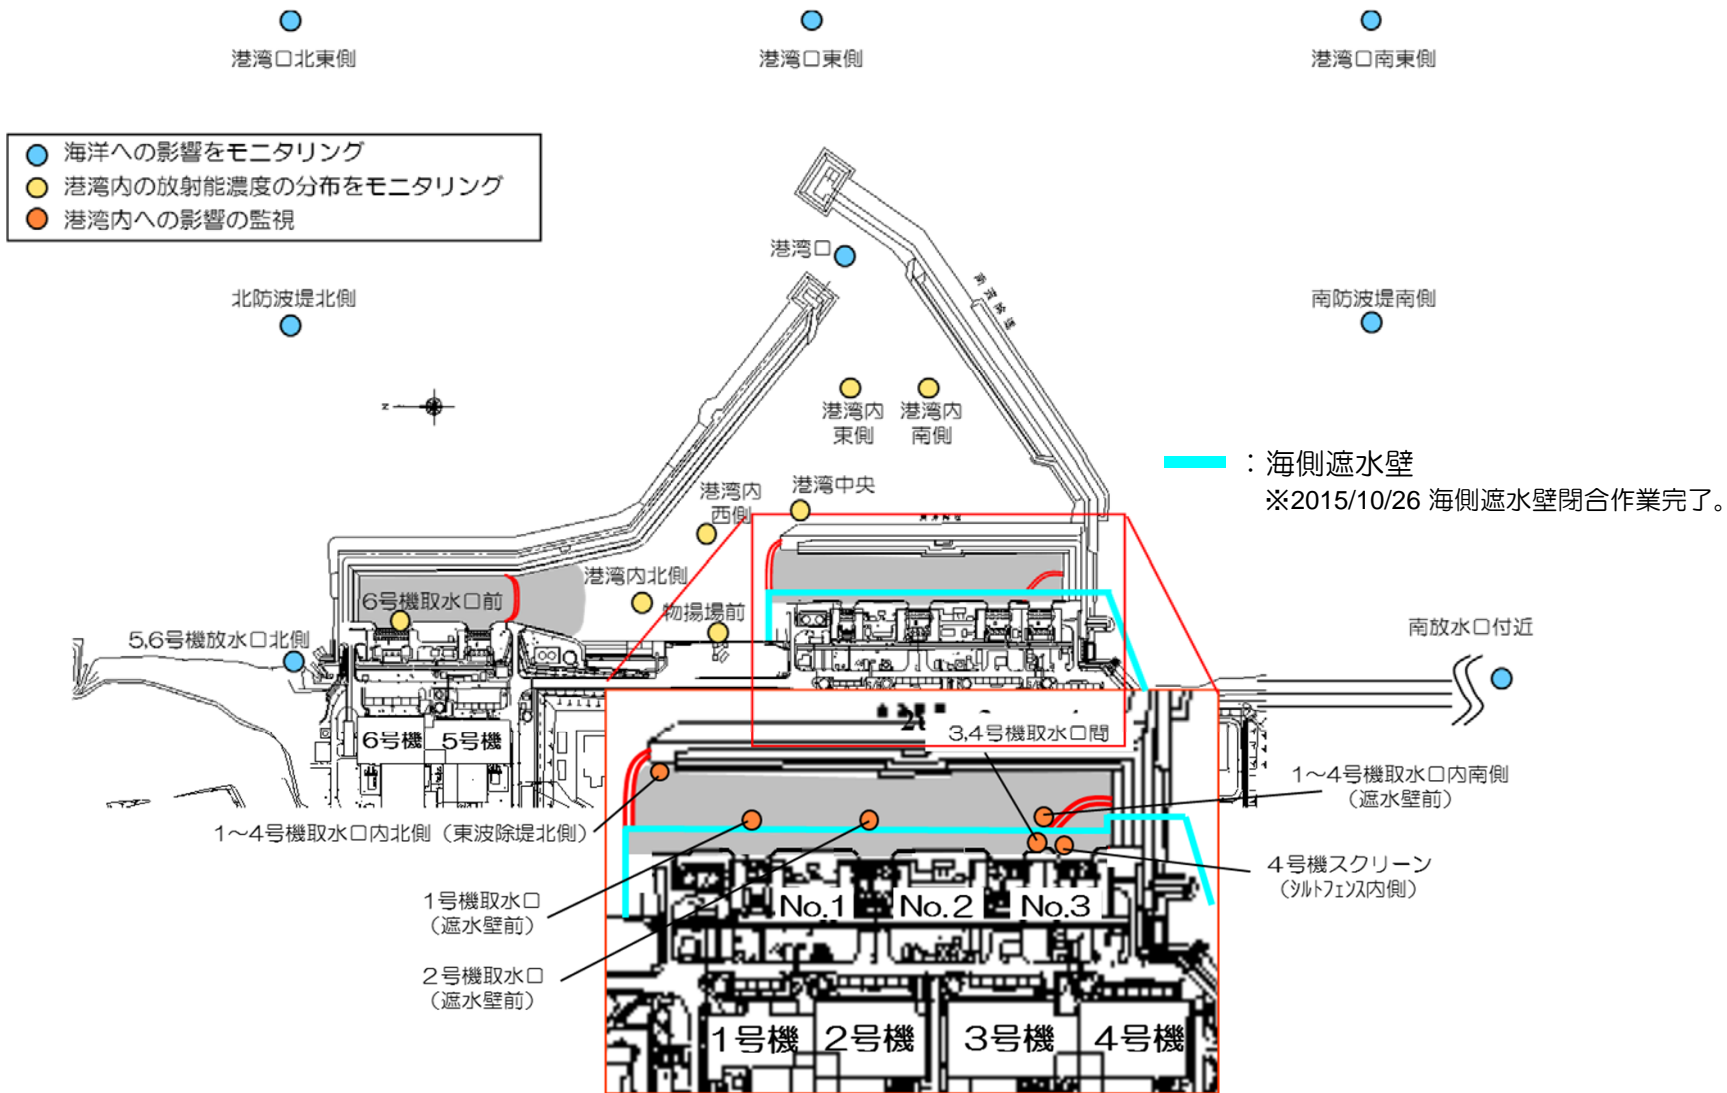 港湾口北東側
港湾口東側
港湾口南東側
海洋への影響をモニタリング
港湾内の放射能濃度の分布をモニタリング
港湾内への影響の監視
港湾口
北防波堤北側
南防波堤南側
N
港湾内
東側
港湾内
南側
：海側遮水壁
※2015/10/26 海側遮水壁閉合作業完了。
港湾中央
港湾内
西側
港湾内北側
6号機取水口前
物揚場前
5,6号機放水口北側
南放水口付近
6号機
5号機
3,4号機取水口間
1～4号機取水口内南側
（遮水壁前）
1～4号機取水口内北側（東波除堤北側）
4号機スクリーン
（シルトフェンス内側）
1号機取水口
（遮水壁前）
No.1
No.2
No.3
2号機取水口
（遮水壁前）
1号機
2号機
3号機
4号機